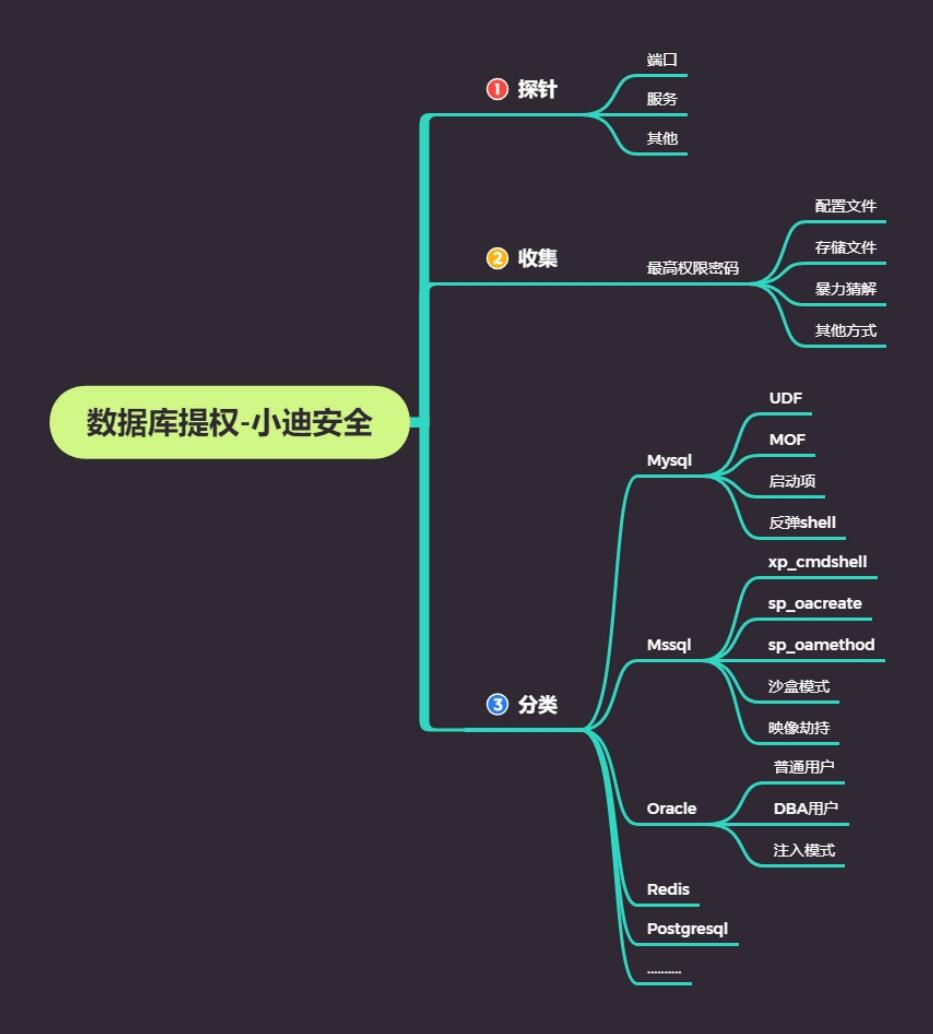 数据库提权-小迪安全
1 探针
端口
服务
其他
2 收集
最高权限密码
配置文件
存储文件
暴力猜解
其他方式
3 分类
Mysql
UDF
MOF
启动项
反弹shell
Mssql
xp_cmdshell
sp_oacreate
sp_oamethod
沙盒模式
映像劫持
Oracle
普通用户
DBA用户
注入模式
Redis
Postgresql
..........